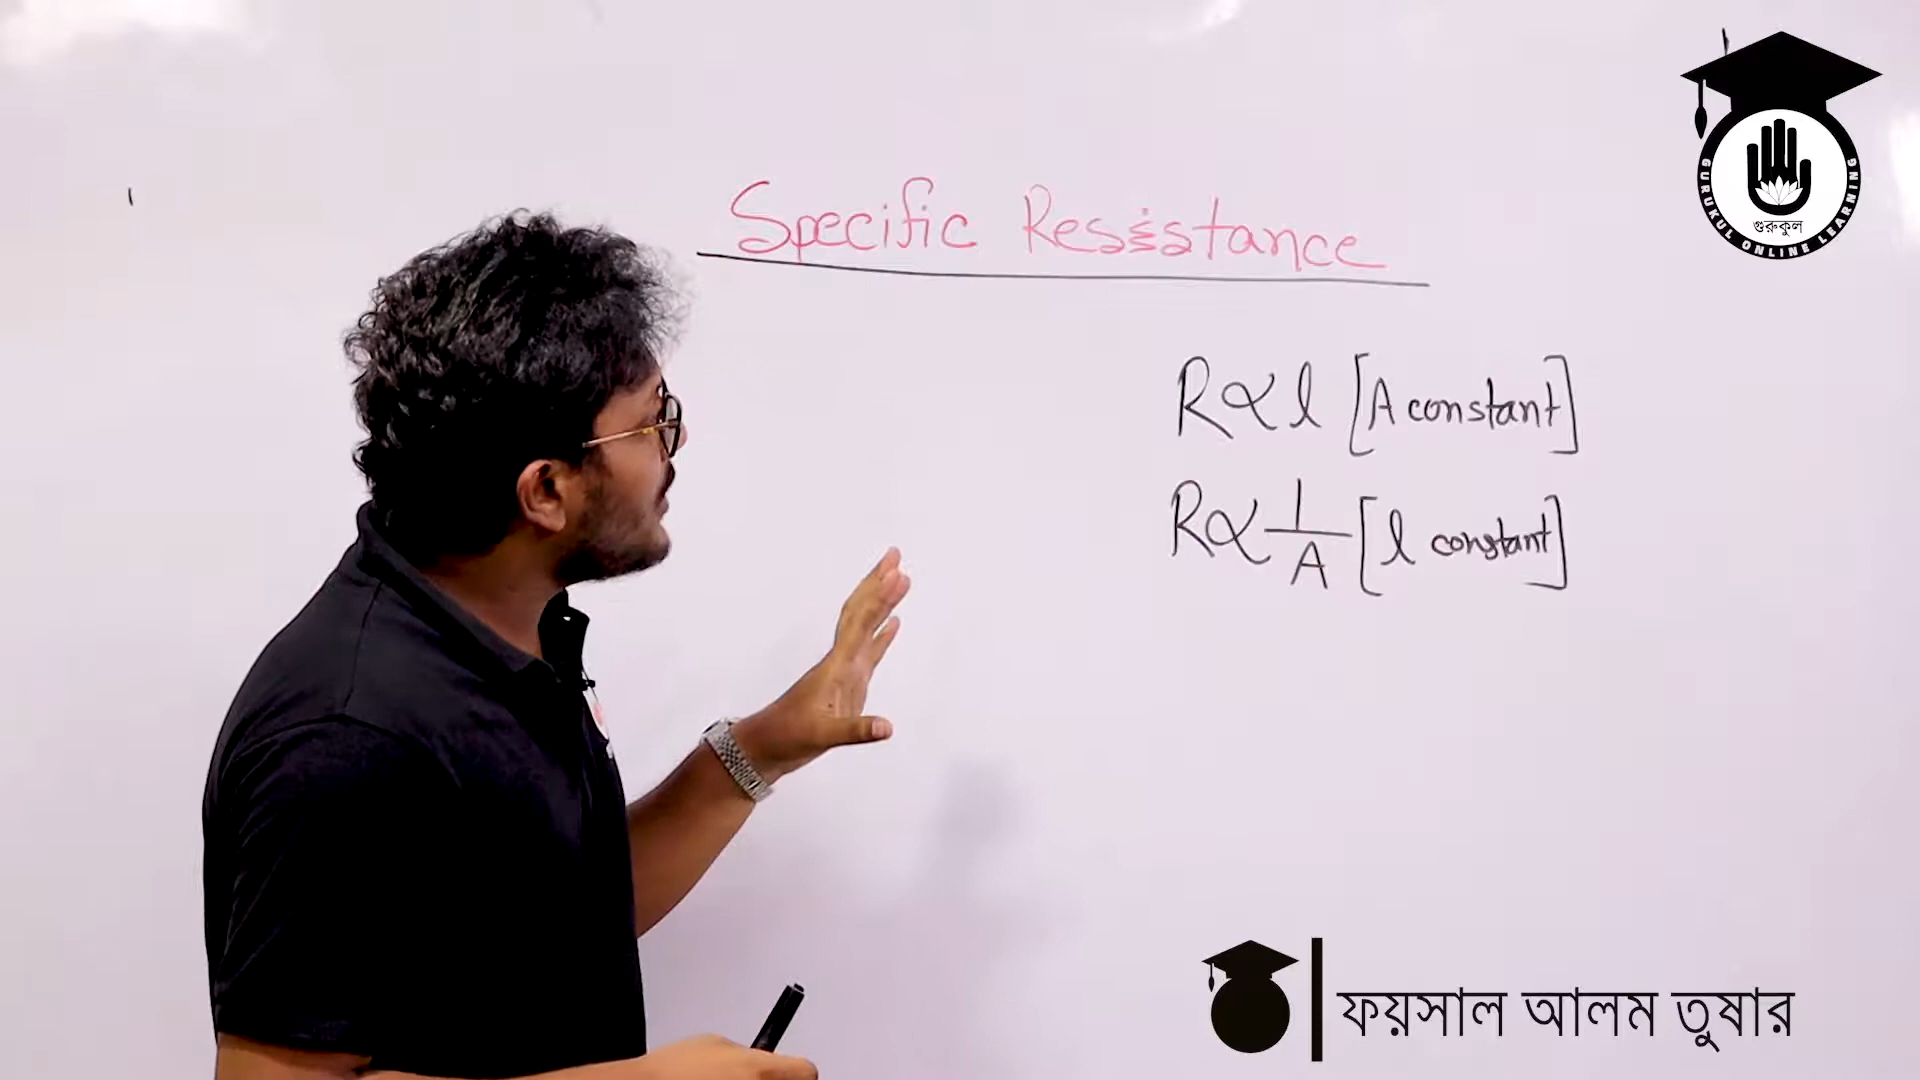 Specific Resistance
R ∝ l [A constant]
R ∝ 1/A [l constant]
গুরুকুল
GURUKUL ONLINE LEARNING
ফয়সাল আলম তুষার